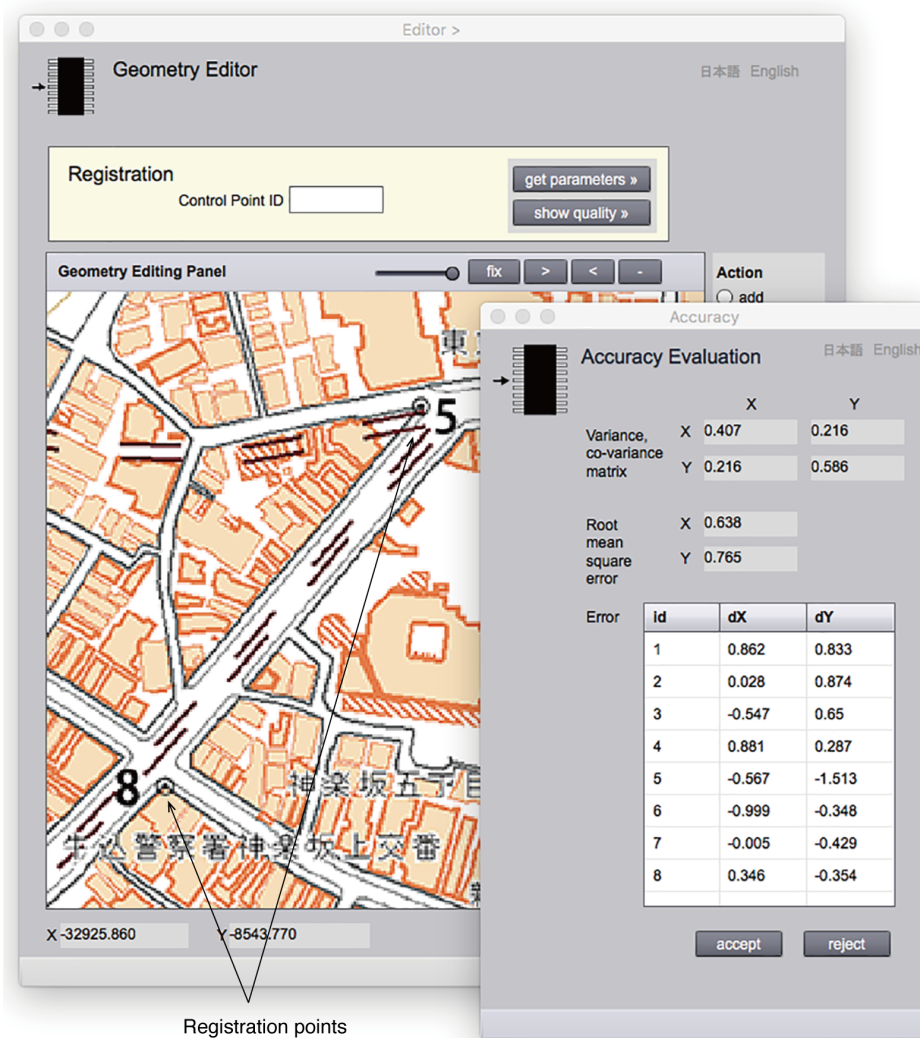 Editor >
Geometry Editor
日本語 English
Registration
Control Point ID
get parameters »
show quality »
Geometry Editing Panel
fix > < -
Action
add
東
5
8
神楽坂五丁目
牛込警察署神楽坂上交番
新
X -32925.860 Y -8543.770
Registration points
Accuracy
Accuracy Evaluation
日本語 English
X Y
Variance, co-variance matrix
X 0.407 0.216
Y 0.216 0.586
Root mean square error
X 0.638
Y 0.765
Error
id dX dY
1 0.862 0.833
2 0.028 0.874
3 -0.547 0.65
4 0.881 0.287
5 -0.567 -1.513
6 -0.999 -0.348
7 -0.005 -0.429
8 0.346 -0.354
accept reject